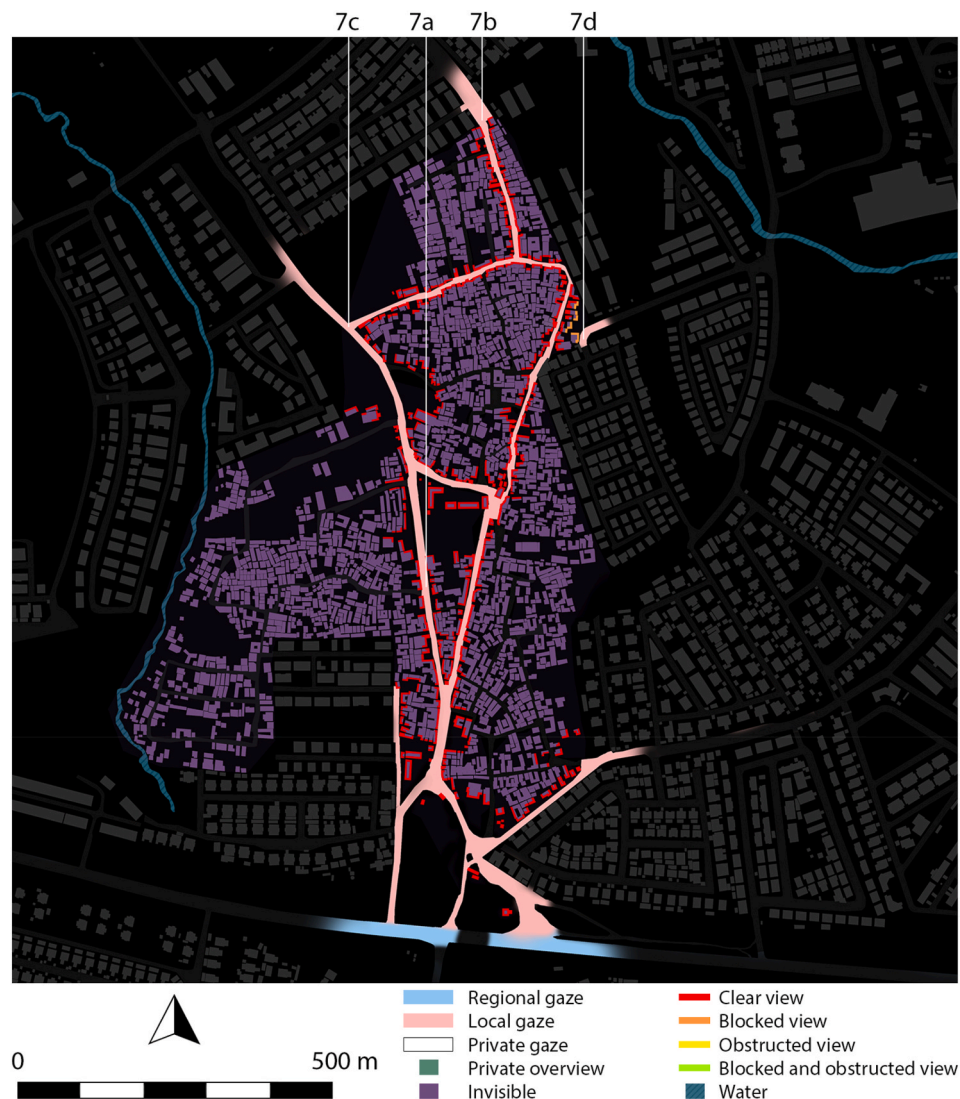 7c 7a 7b 7d
0 500 m
Regional gaze
Local gaze
Private gaze
Private overview
Invisible
Clear view
Blocked view
Obstructed view
Blocked and obstructed view
Water